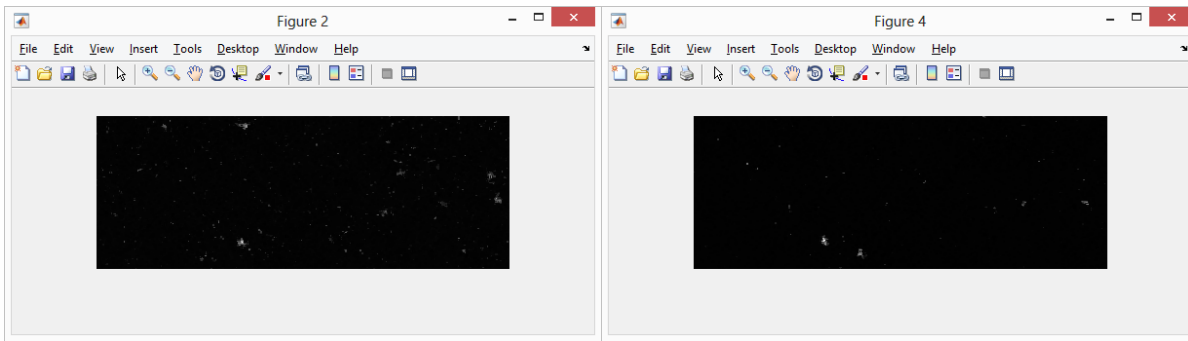 Figure 2
File Edit View Insert Tools Desktop Window Help
Figure 4
File Edit View Insert Tools Desktop Window Help